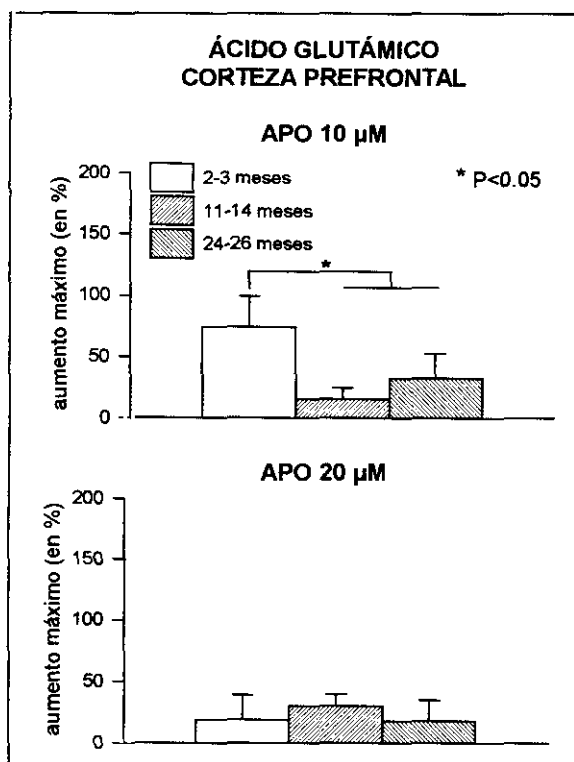 ÁCIDO GLUTÁMICO
CORTEZA PREFRONTAL
APO 10 µM
aumento máximo (en %)
200
150
100
50
0
2-3 meses
11-14 meses
24-26 meses
* P<0.05
*
APO 20 µM
aumento máximo (en %)
200
150
100
50
0